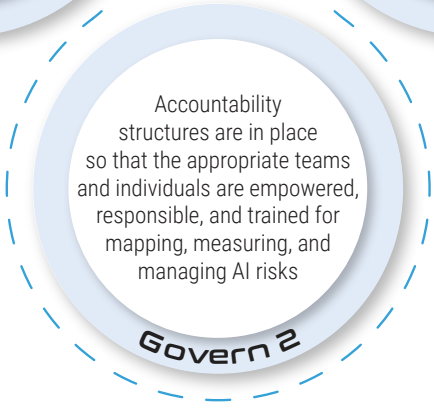 Accountability
structures are in place
so that the appropriate teams
and individuals are empowered,
responsible, and trained for
mapping, measuring, and
managing AI risks
Govern 2